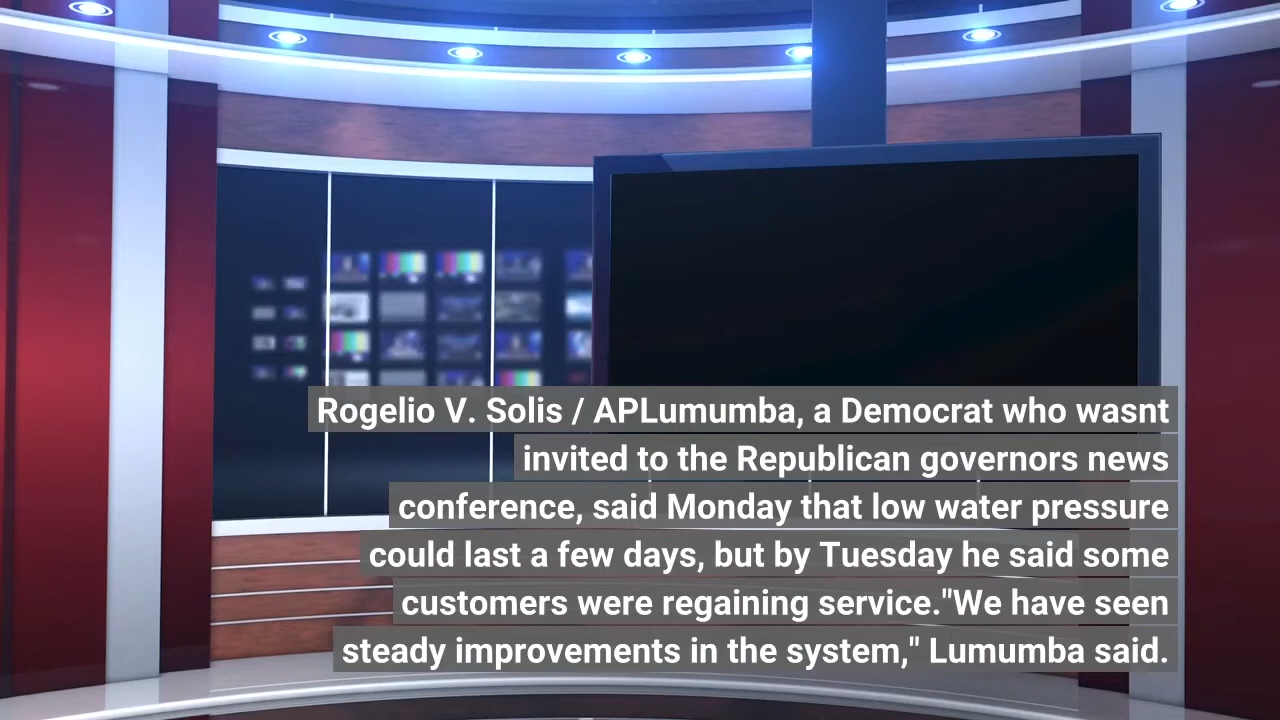 Rogelio V. Solis / APLumumba, a Democrat who wasnt
invited to the Republican governors news
conference, said Monday that low water pressure
could last a few days, but by Tuesday he said some
customers were regaining service."We have seen
steady improvements in the system," Lumumba said.